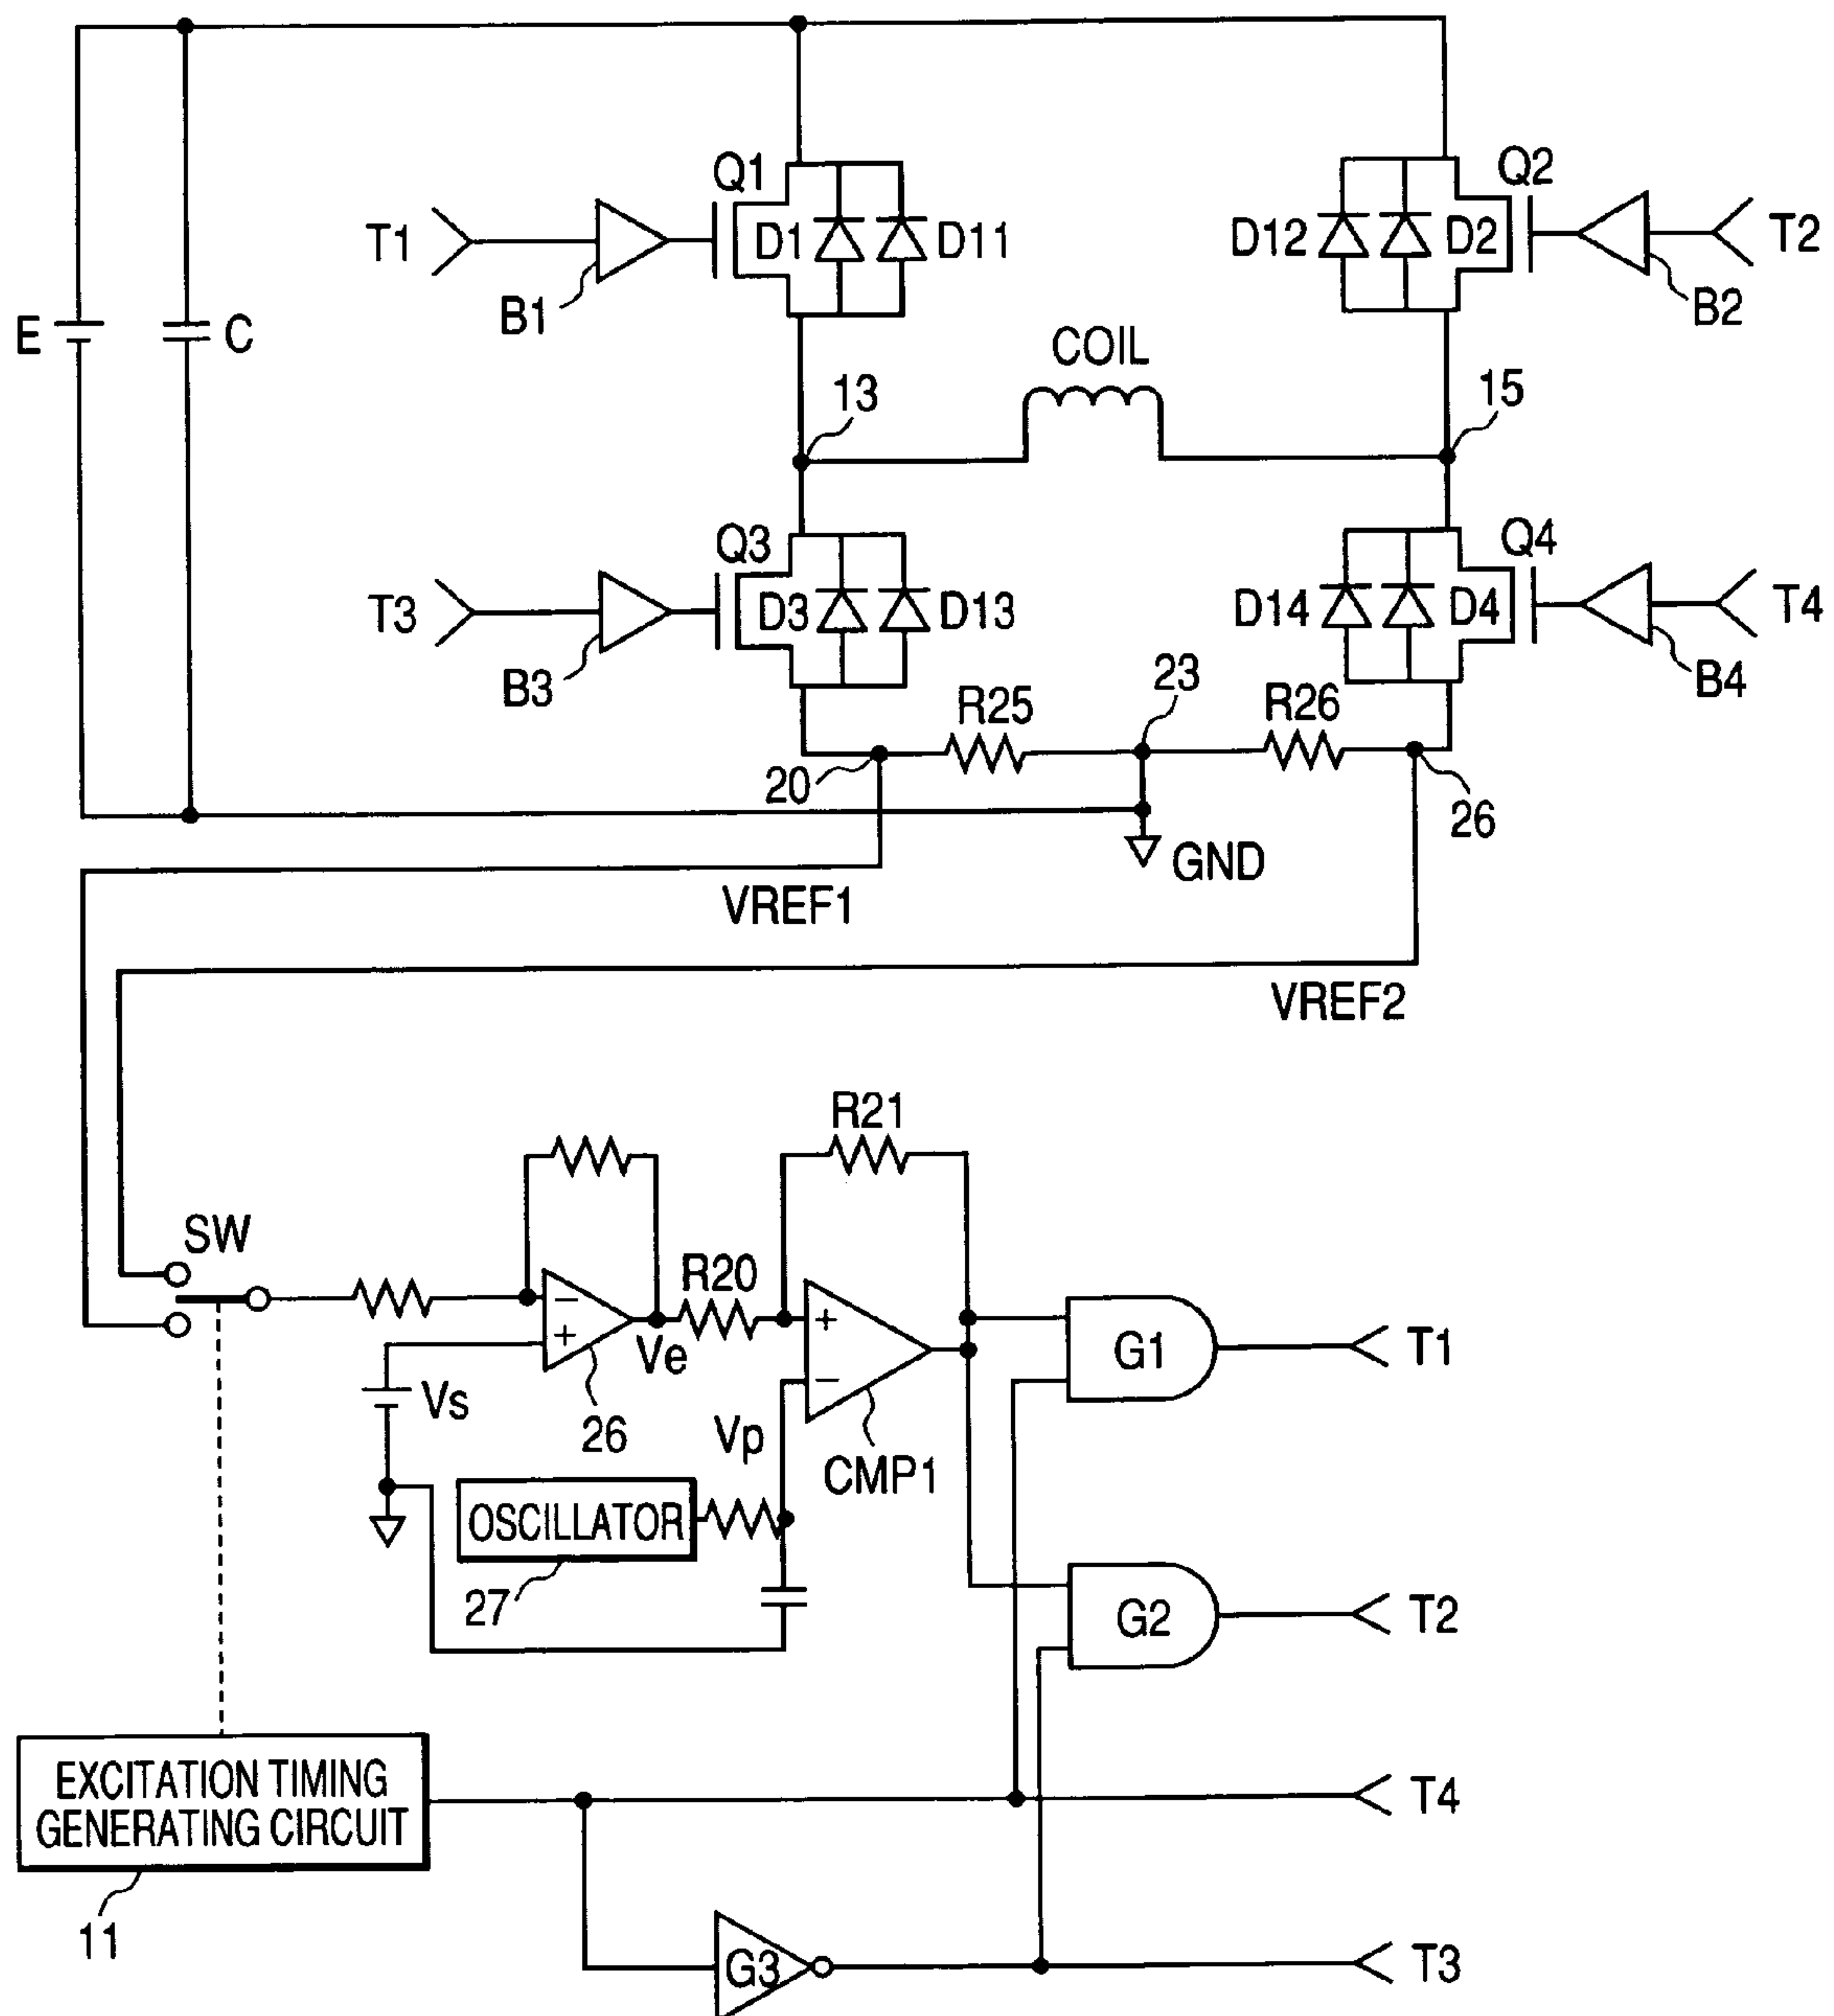 Q1
Q2
T1
D1
D11
D12
D2
T2
B1
B2
E
C
COIL
13
15
Q3
Q4
T3
D3
D13
D14
D4
T4
B3
23
B4
R25
R26
20
26
GND
VREF1
VREF2
R21
SW
R20
−
+
+
−
Ve
G1
T1
Vs
26
Vp
CMP1
OSCILLATOR
27
G2
T2
EXCITATION TIMING
GENERATING CIRCUIT
T4
11
G3
T3